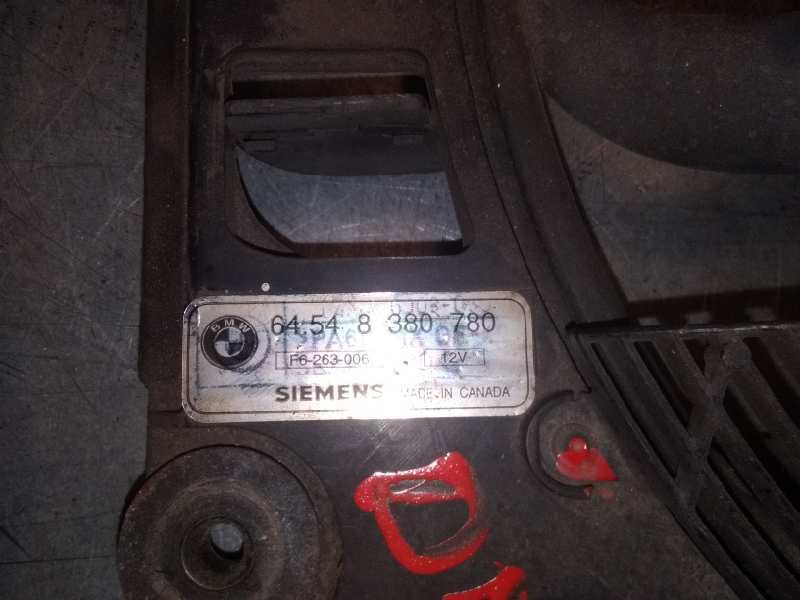 BMW
64.54 8 380 780
F6-263-006 12V
SIEMENS MADE IN CANADA